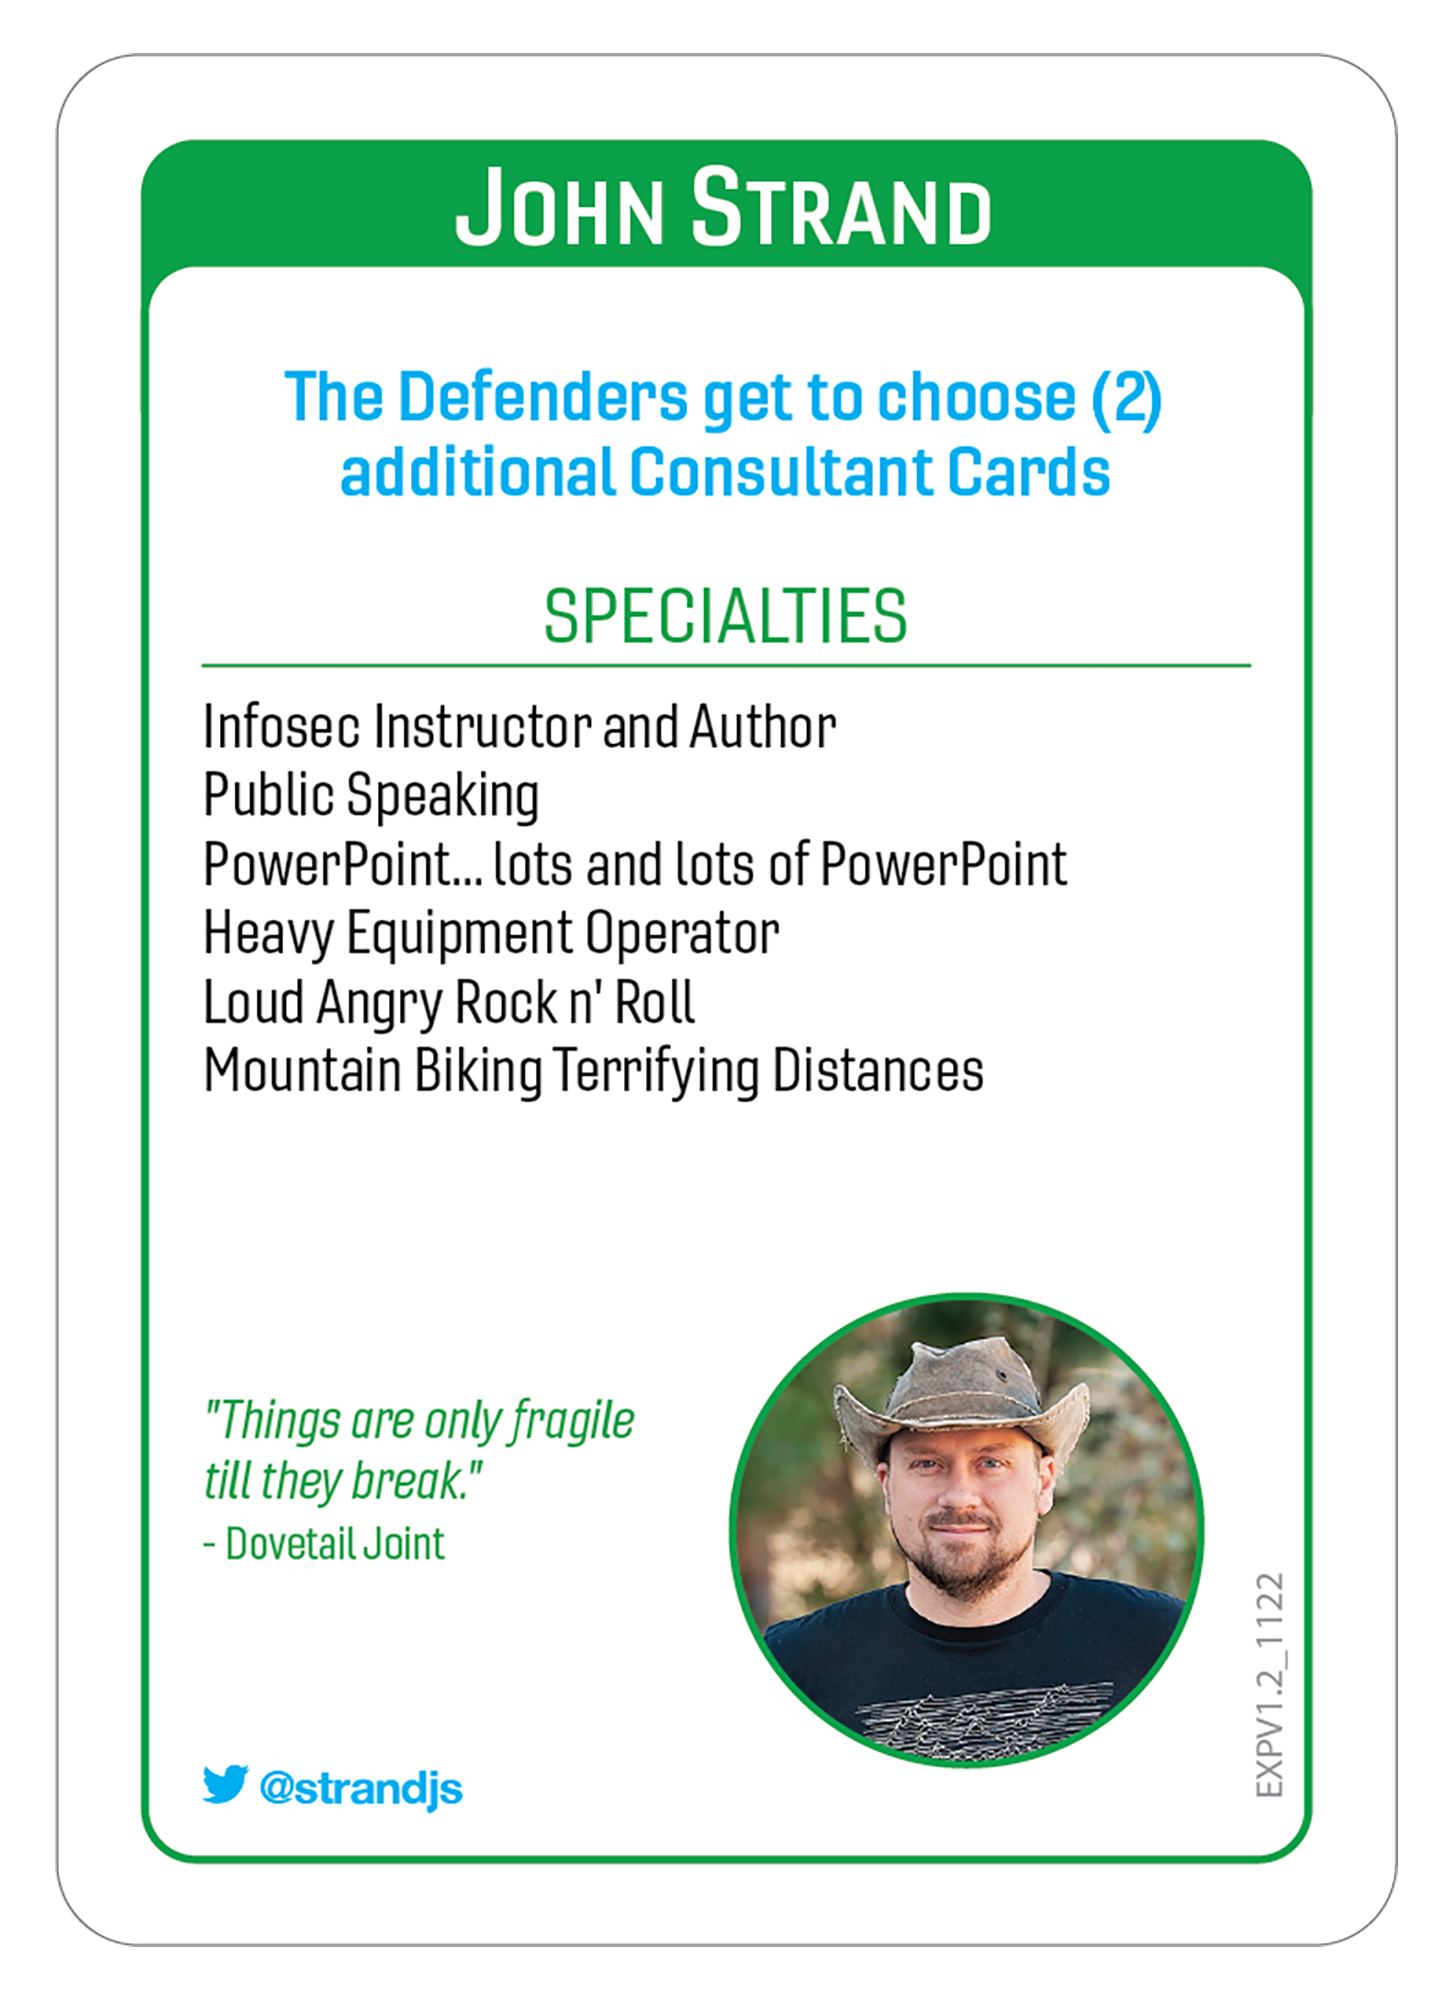 John Strand
The Defenders get to choose (2)
additional Consultant Cards
SPECIALTIES
Infosec Instructor and Author
Public Speaking
PowerPoint... lots and lots of PowerPoint
Heavy Equipment Operator
Loud Angry Rock n' Roll
Mountain Biking Terrifying Distances
"Things are only fragile
till they break."
- Dovetail Joint
@strandjs
EXPV1.2_1122